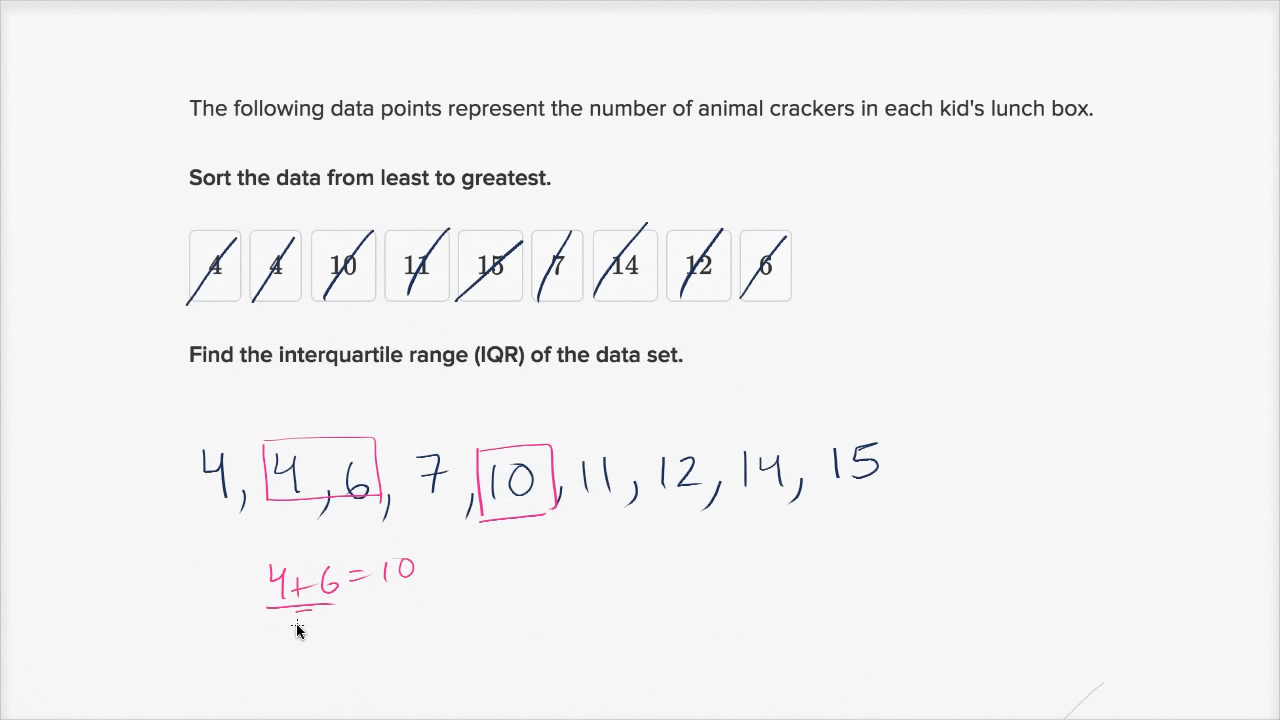 The following data points represent the number of animal crackers in each kid's lunch box.
Sort the data from least to greatest.
4 4 10 11 15 7 14 12 6
Find the interquartile range (IQR) of the data set.
4, 4, 6, 7, 10, 11, 12, 14, 15
4+6=10